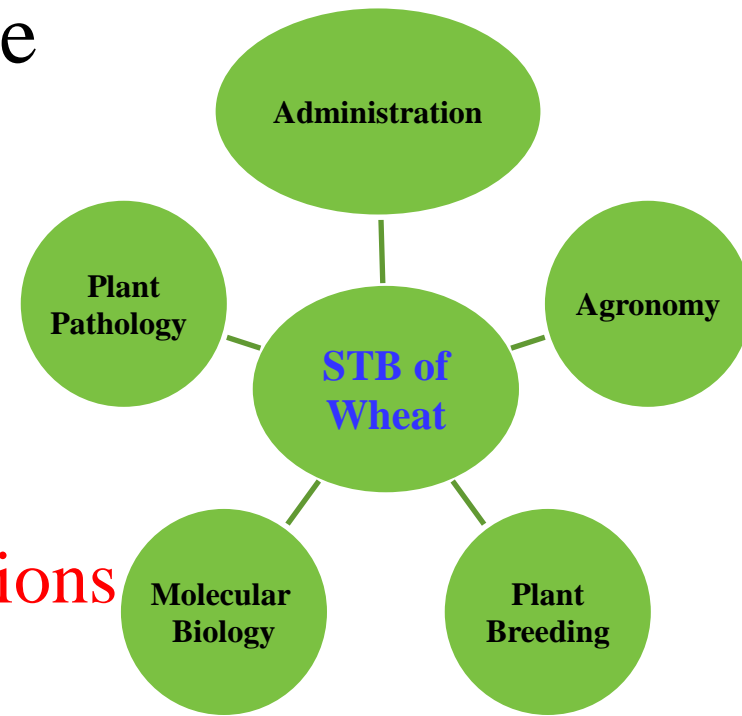 e
Administration
Plant
Pathology
Agronomy
STB of
Wheat
ions
Molecular
Biology
Plant
Breeding